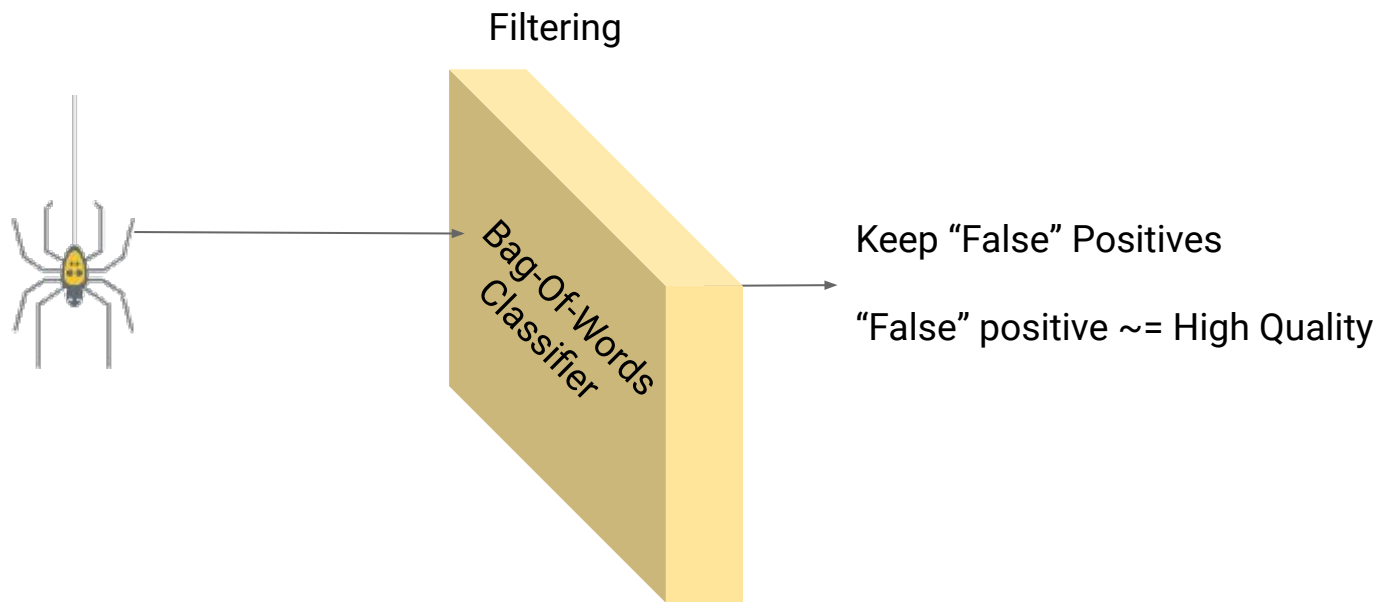 Filtering
Bag-Of-Words
Classifier
Keep “False” Positives
“False” positive ~= High Quality